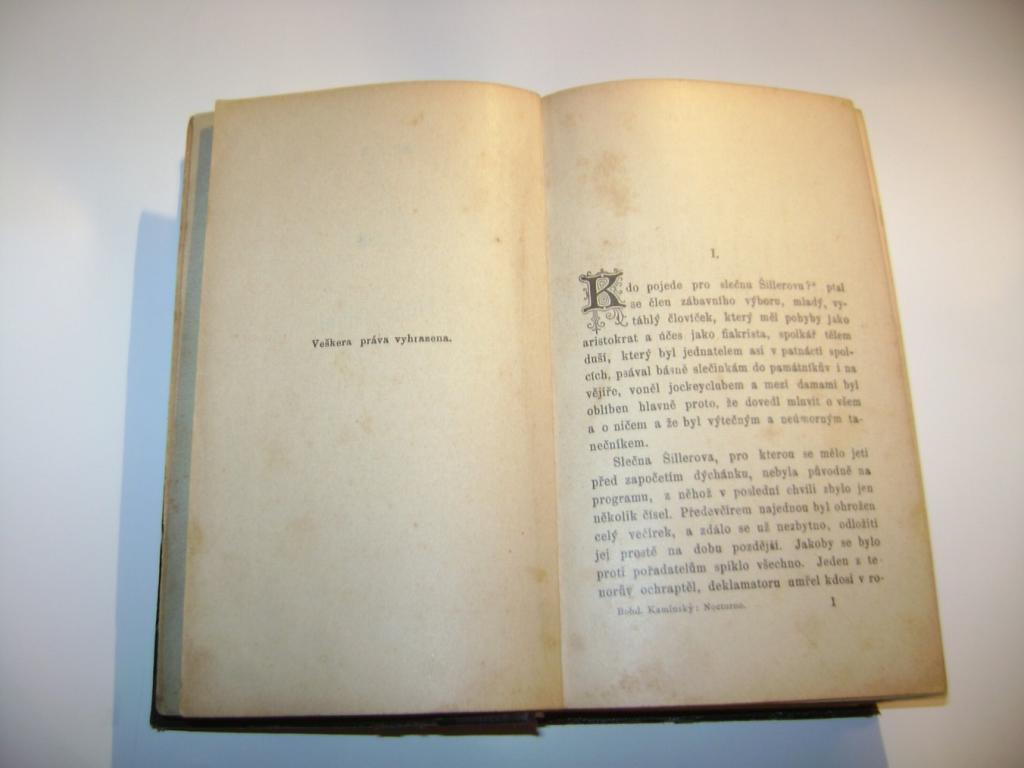 Veškera práva vyhrazena.
I.
Kdo pojede pro slečnu Šillerovu?“ ptal
se člen zábavního výboru, mladý, vy-
táhlý človíček, který měl pohyby jako
aristokrat a účes jako fiakrista, spolkář tělem
duší, který byl jednatelem asi v patnácti spol-
cích, psával básně slečinkám do památníkův i na
vějíře, voněl jockeyclubem a mezi damami byl
oblíben hlavně proto, že dovedl mluvit o všem
a o ničem a že byl výtečným a neúmorným ta-
nečníkem.
Slečna Šillerova, pro kterou se mělo jeti
před započetím dýchánku, nebyla původně na
programu, z něhož v poslední chvíli zbylo jen
několik čísel. Předevčírem najednou byl ohrožen
celý večírek, a zdálo se už nezbytno, odložiti
jej prostě na dobu pozdější. Jakoby se bylo
proti pořadatelům spiklo všechno. Jeden z te-
norův ochraptěl, deklamatoru umřel kdosi v ro-
Bohd. Kaminský: Nocturno.
1